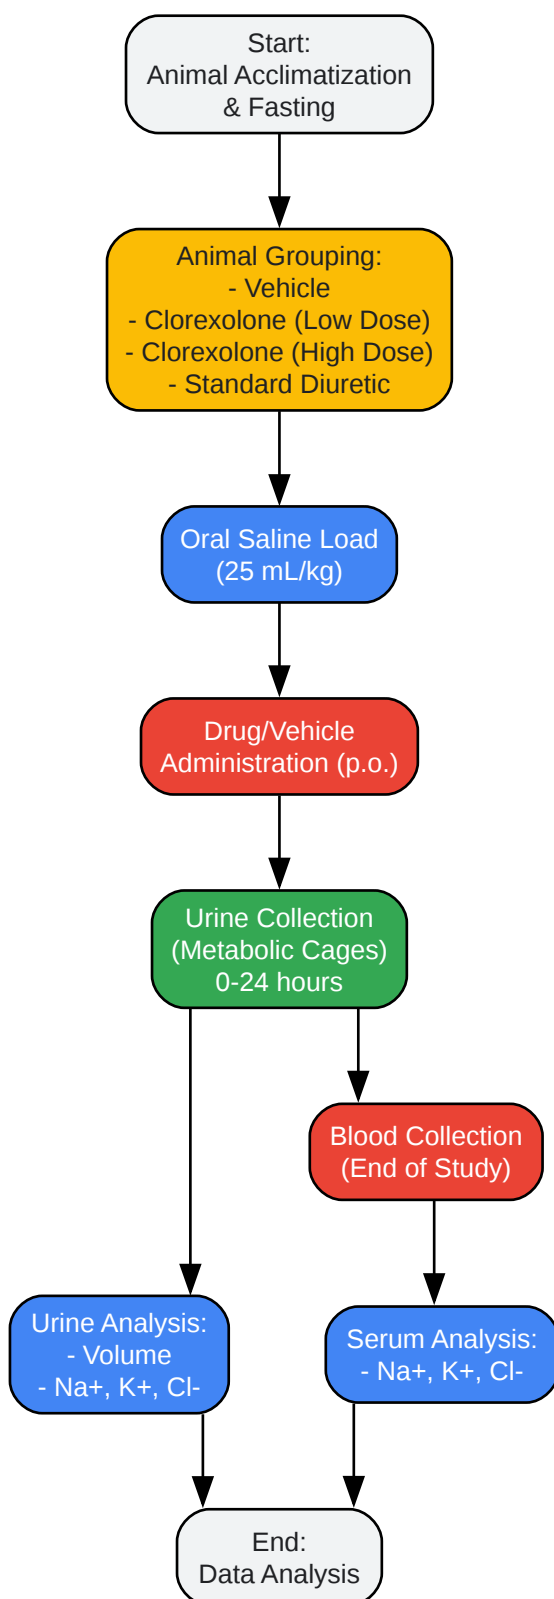 Start:
Animal Acclimatization
& Fasting
Animal Grouping:
- Vehicle
- Clorexolone (Low Dose)
- Clorexolone (High Dose)
- Standard Diuretic
Oral Saline Load
(25 mL/kg)
Drug/Vehicle
Administration (p.o.)
Urine Collection
(Metabolic Cages)
0-24 hours
Blood Collection
(End of Study)
Urine Analysis:
- Volume
- Na+, K+, Cl-
Serum Analysis:
- Na+, K+, Cl-
End:
Data Analysis